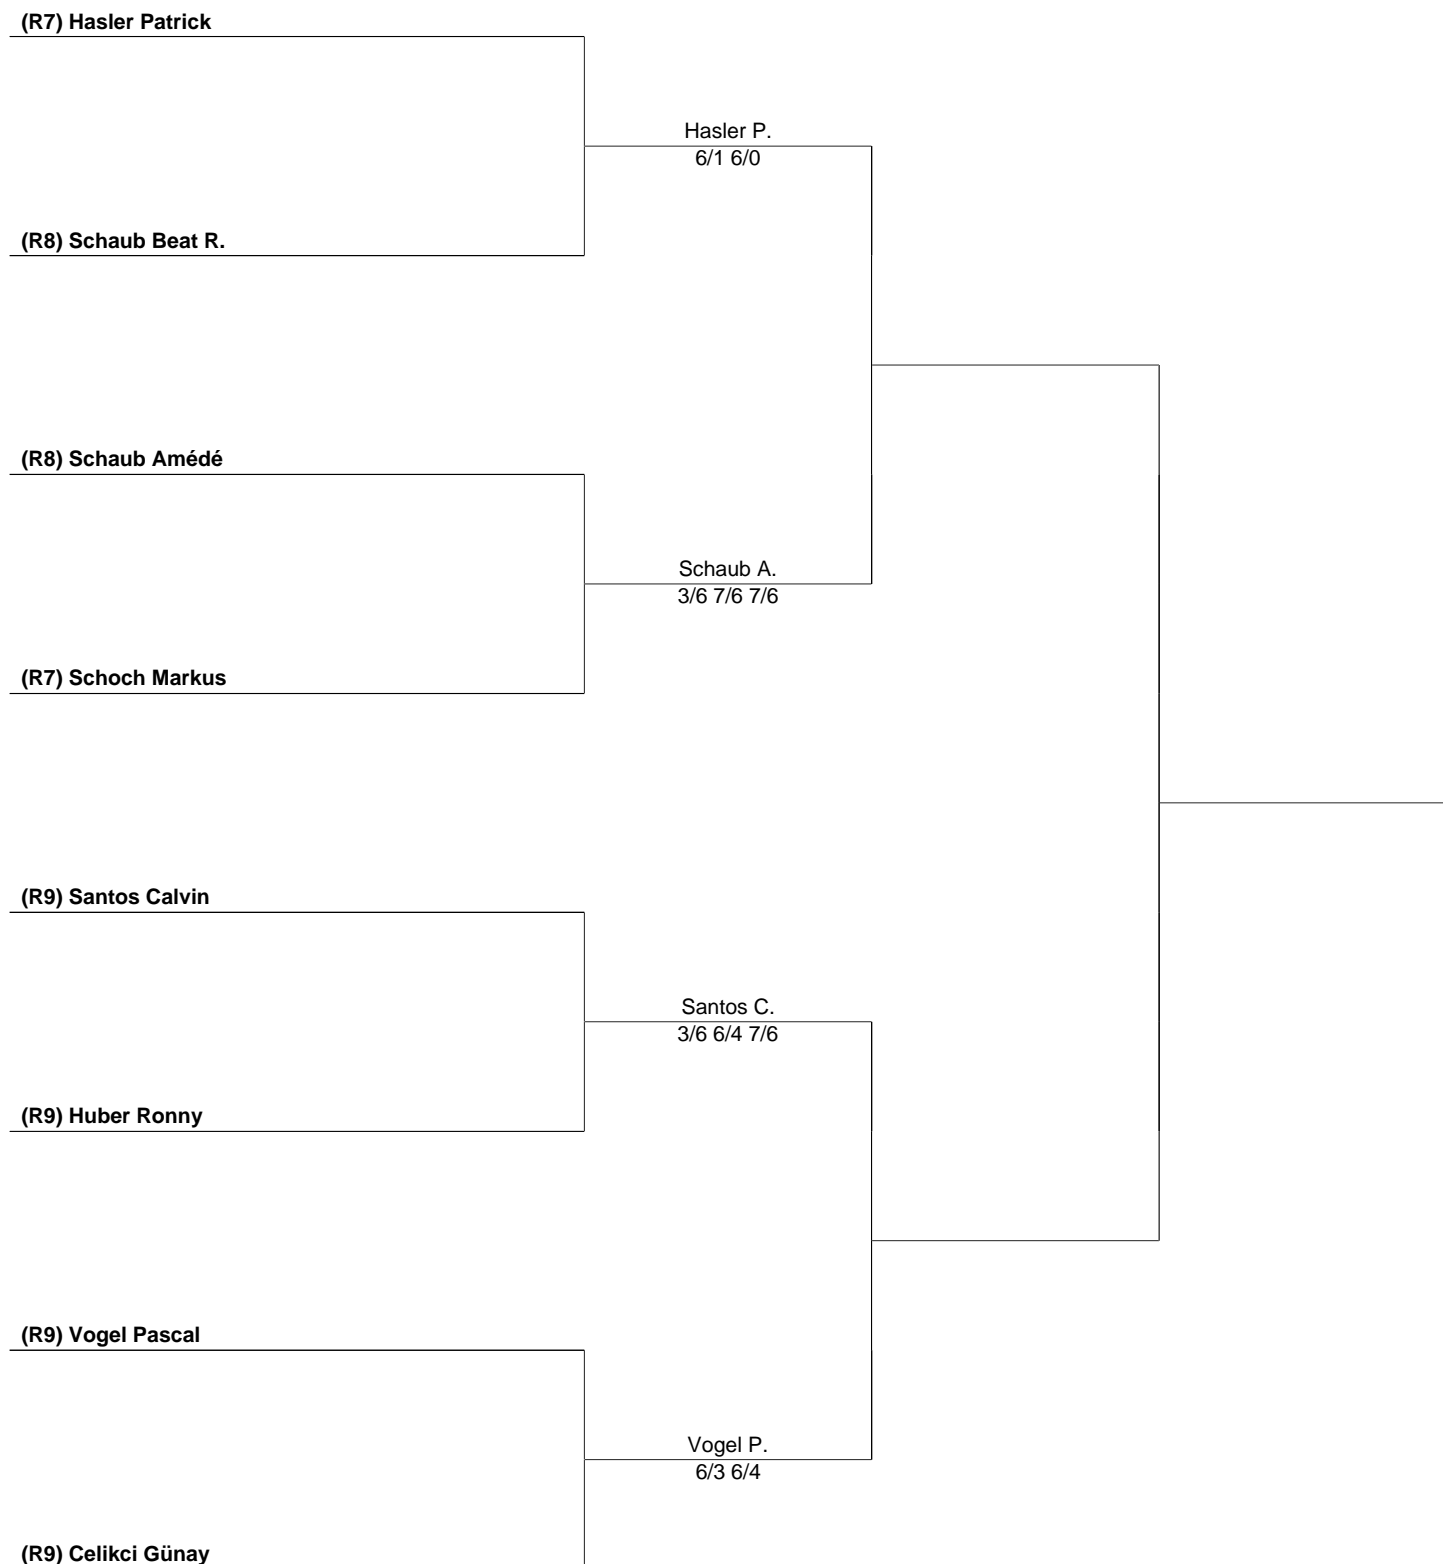 (R7) Hasler Patrick
Hasler P.
6/1 6/0
(R8) Schaub Beat R.
(R8) Schaub Amédé
Schaub A.
3/6 7/6 7/6
(R7) Schoch Markus
(R9) Santos Calvin
Santos C.
3/6 6/4 7/6
(R9) Huber Ronny
(R9) Vogel Pascal
Vogel P.
6/3 6/4
(R9) Celikci Günay